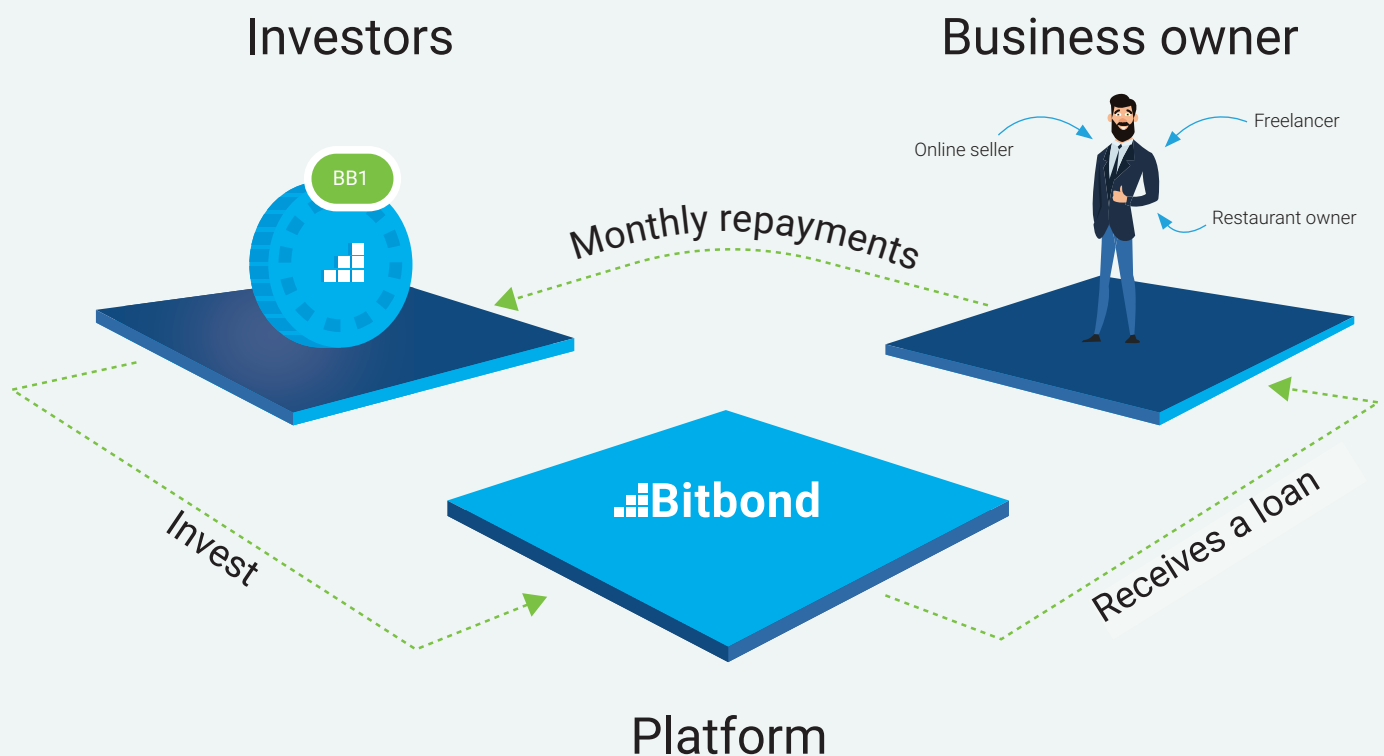 Investors
Business owner
Online seller
Freelancer
BB1
Restaurant owner
Monthly repayments
Bitbond
Invest
Receives a loan
Platform